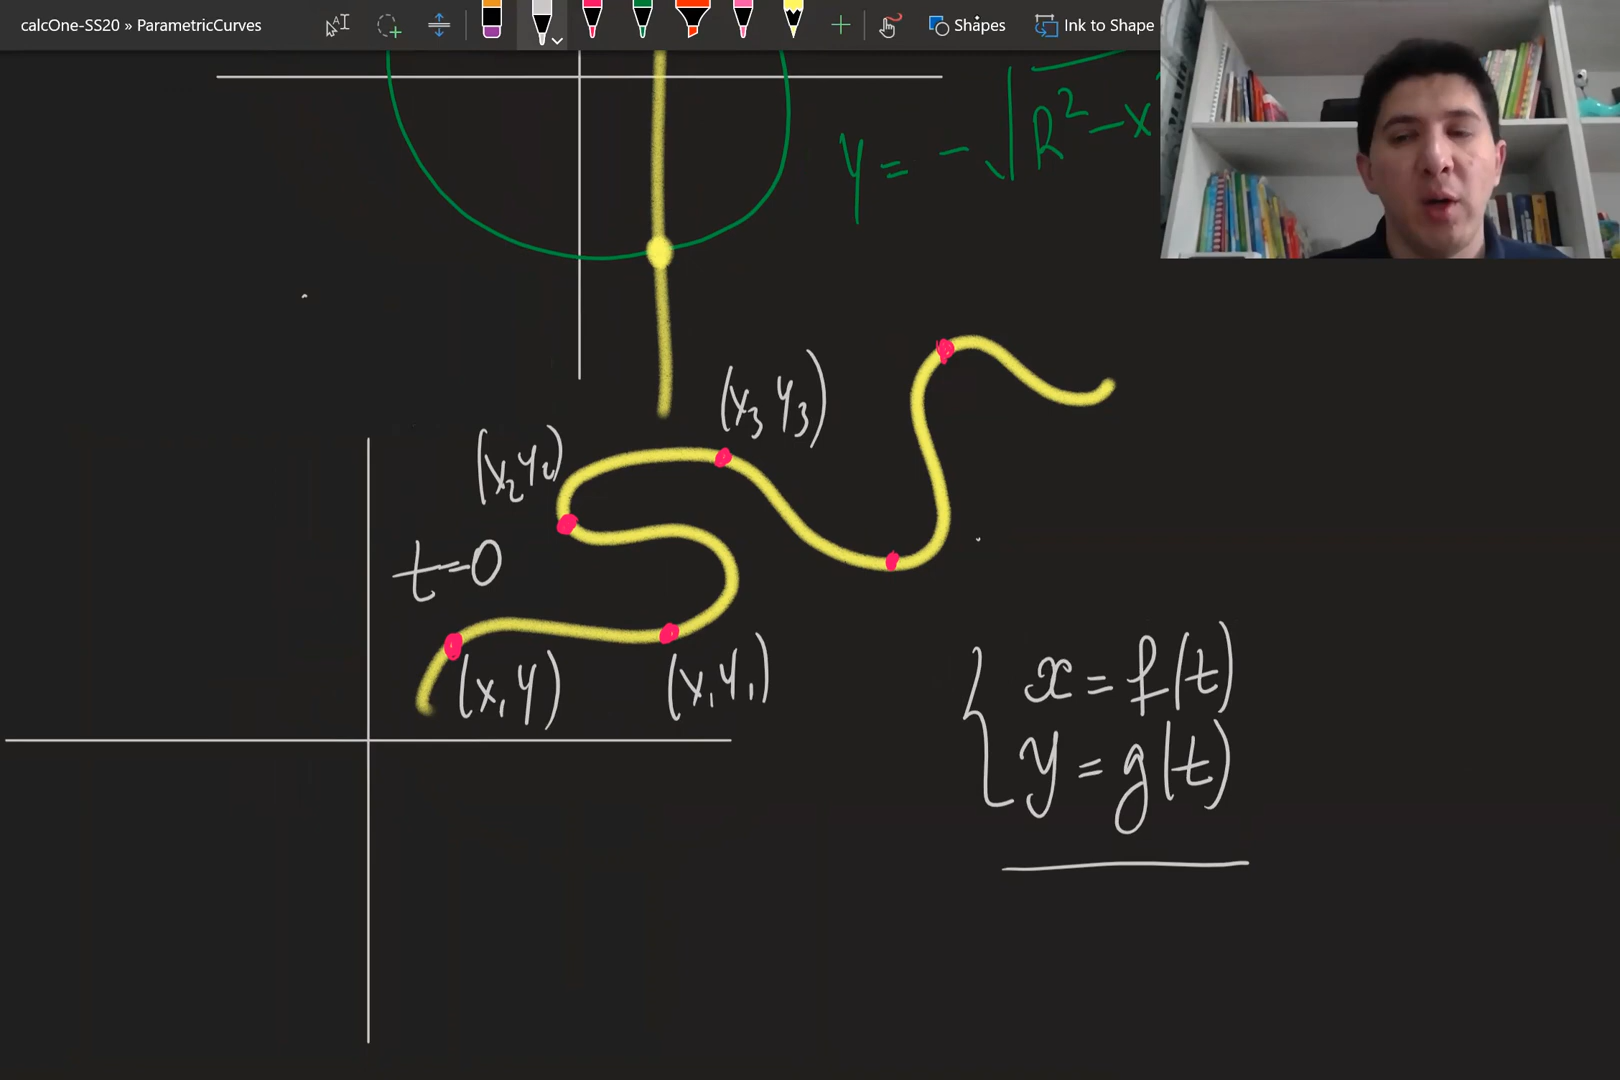 calcOne-SS20 » ParametricCurves
Shapes
Ink to Shape
y = -√R²-x
(x₃ y₃)
(x₂ y₂)
t=0
(x, y)
(x₁ y₁)
x = f(t)
y = g(t)